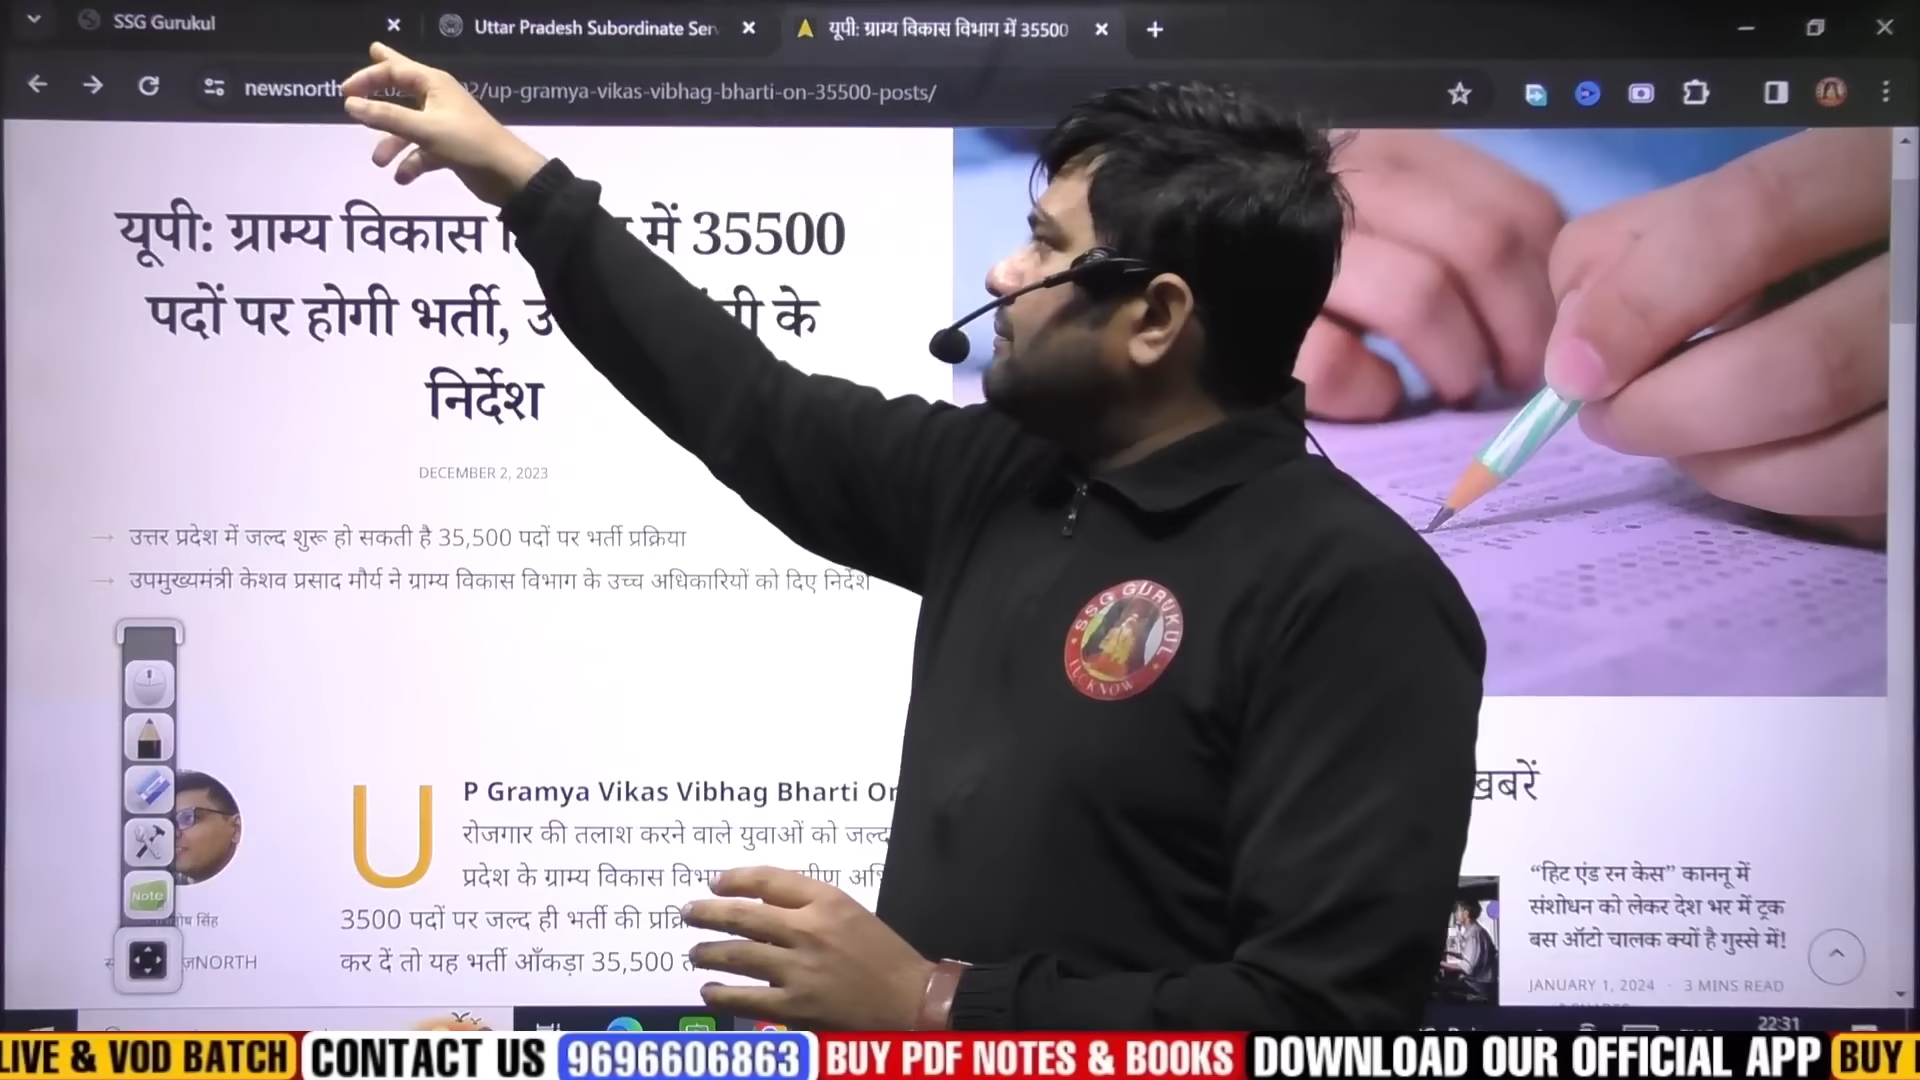 SSG Gurukul
Uttar Pradesh Subordinate Ser
यूपी: ग्राम्य विकास विभाग में 35500
newsnorth
2/up-gramya-vikas-vibhag-bharti-on-35500-posts/
यूपी: ग्राम्य विकास में 35500
पदों पर होगी भर्ती, के
निर्देश
DECEMBER 2, 2023
→ उत्तर प्रदेश में जल्द शुरू हो सकती है 35,500 पदों पर भर्ती प्रक्रिया
→ उपमुख्यमंत्री केशव प्रसाद मौर्य ने ग्राम्य विकास विभाग के उच्च अधिकारियों को दिए निर्देश
UP Gramya Vikas Vibhag Bharti On
रोजगार की तलाश करने वाले युवाओं को जल्द
प्रदेश के ग्राम्य विकास
3500 पदों पर जल्द ही भर्ती की
कर दें तो यह भर्ती आँकड़ा 35,500
सिंह
NORTH
Note
SSG GURUKUL
LUCKNOW
खबरें
“हिट एंड रन केस” कानून में
संशोधन को लेकर देश भर में ट्रक
बस ऑटो चालक क्यों है गुस्से में!
JANUARY 1, 2024 · 3 MINS READ
22:31
LIVE & VOD BATCH CONTACT US 9696606863 BUY PDF NOTES & BOOKS DOWNLOAD OUR OFFICIAL APP BUY